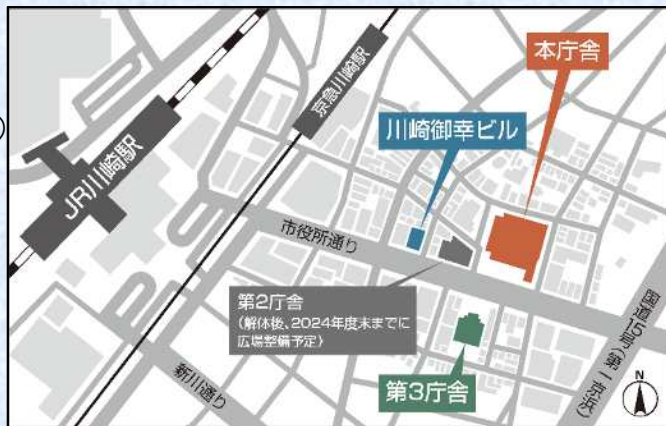 本庁舎
京急川崎駅
川崎御幸ビル
JR川崎駅
市役所通り
第2庁舎
(解体後、2024年度末までに
広場整備予定)
国道15号(第一京浜)
新川通り
第3庁舎
N